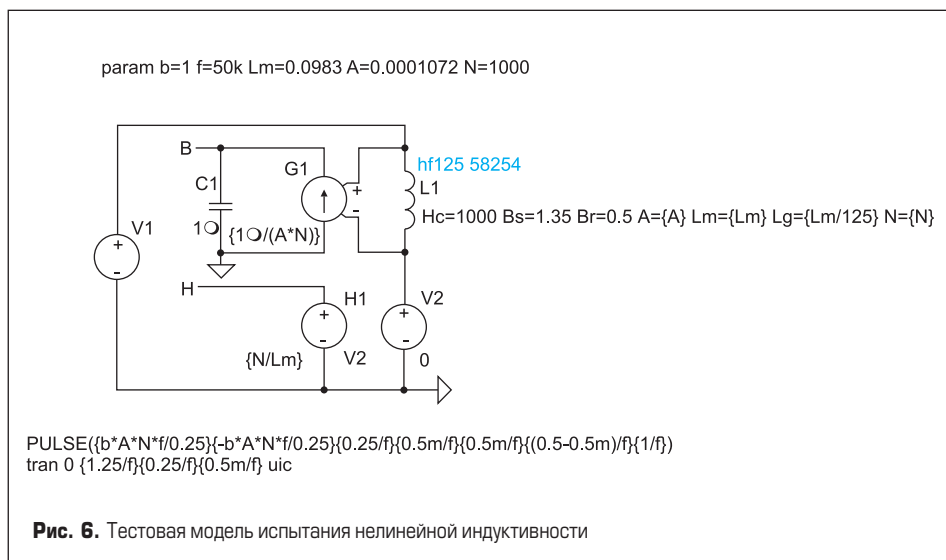 param b=1 f=50k Lm=0.0983 A=0.0001072 N=1000
B
hf125 58254
G1
C1
+
L1
-
Hc=1000 Bs=1.35 Br=0.5 A={A} Lm={Lm} Lg={Lm/125} N={N}
1❍
{1❍/(A*N)}
V1
+
-
H
H1
V2
+
+
-
-
{N/Lm}
V2
0
PULSE({b*A*N*f/0.25}{-b*A*N*f/0.25}{0.25/f}{0.5m/f}{0.5m/f}{(0.5-0.5m)/f}{1/f})
tran 0 {1.25/f}{0.25/f}{0.5m/f} uic
Рис. 6. Тестовая модель испытания нелинейной индуктивности